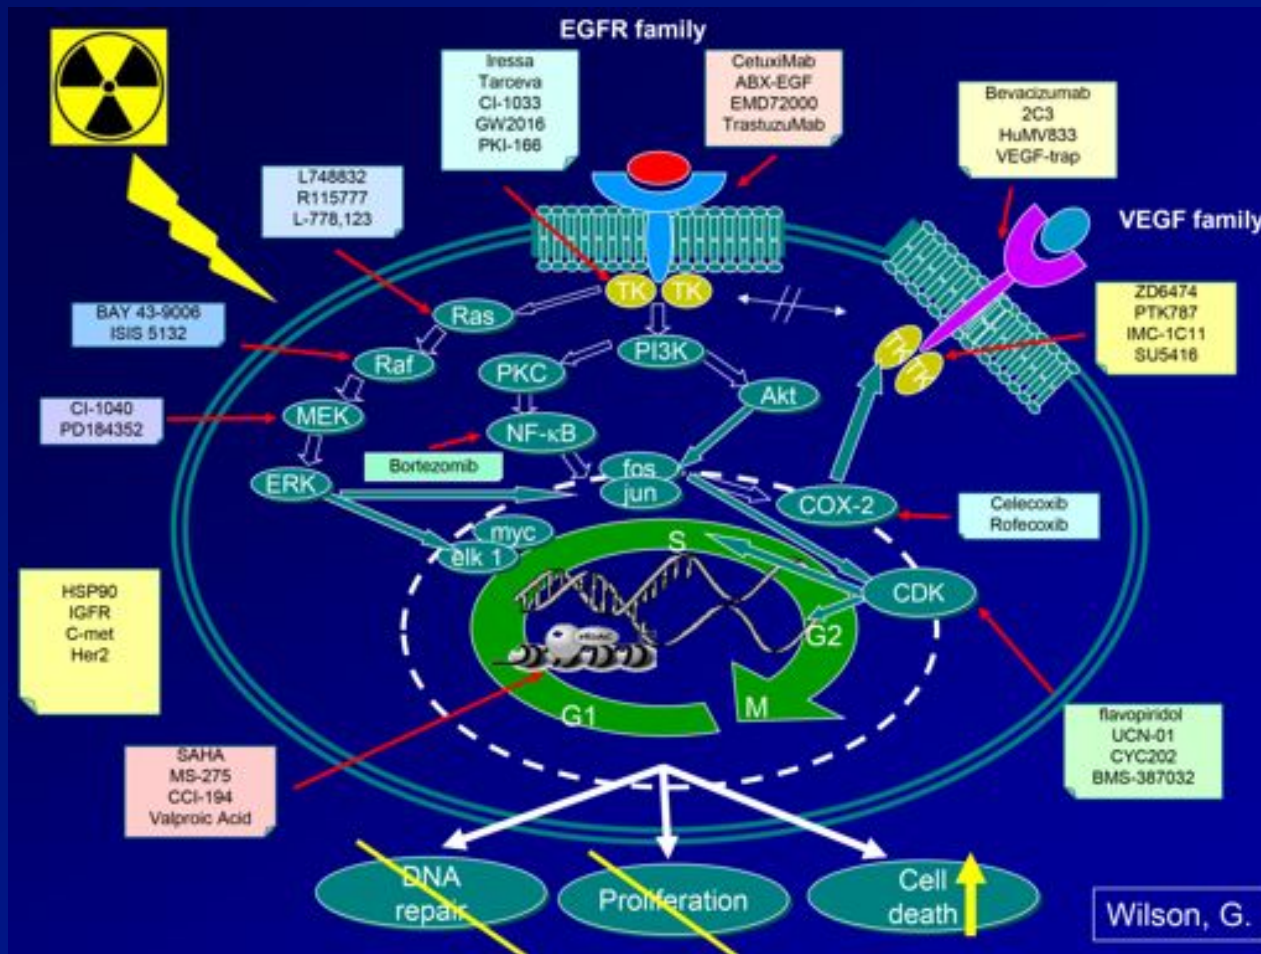 EGFR family
Iressa
Tarceva
CI-1033
GW2016
PKI-166
CetuxiMab
ABX-EGF
EMD72000
TrastuzuMab
Bevacizumab
2C3
HuMV833
VEGF-trap
L748832
R115777
L-778,123
VEGF family
TK
TK
ZD6474
PTK787
IMC-1C11
SU5416
BAY 43-9006
ISIS 5132
Ras
Raf
PI3K
TK
TK
PKC
Akt
CI-1040
PD184352
MEK
NF-κB
Bortezomib
fos
jun
ERK
COX-2
Celecoxib
Rofecoxib
myc
elk 1
S
CDK
HDAC
G2
HSP90
IGFR
C-met
Her2
G1
M
flavopiridol
UCN-01
CYC202
BMS-387032
SAHA
MS-275
CCI-194
Valproic Acid
DNA
repair
Proliferation
Cell
death
Wilson, G.